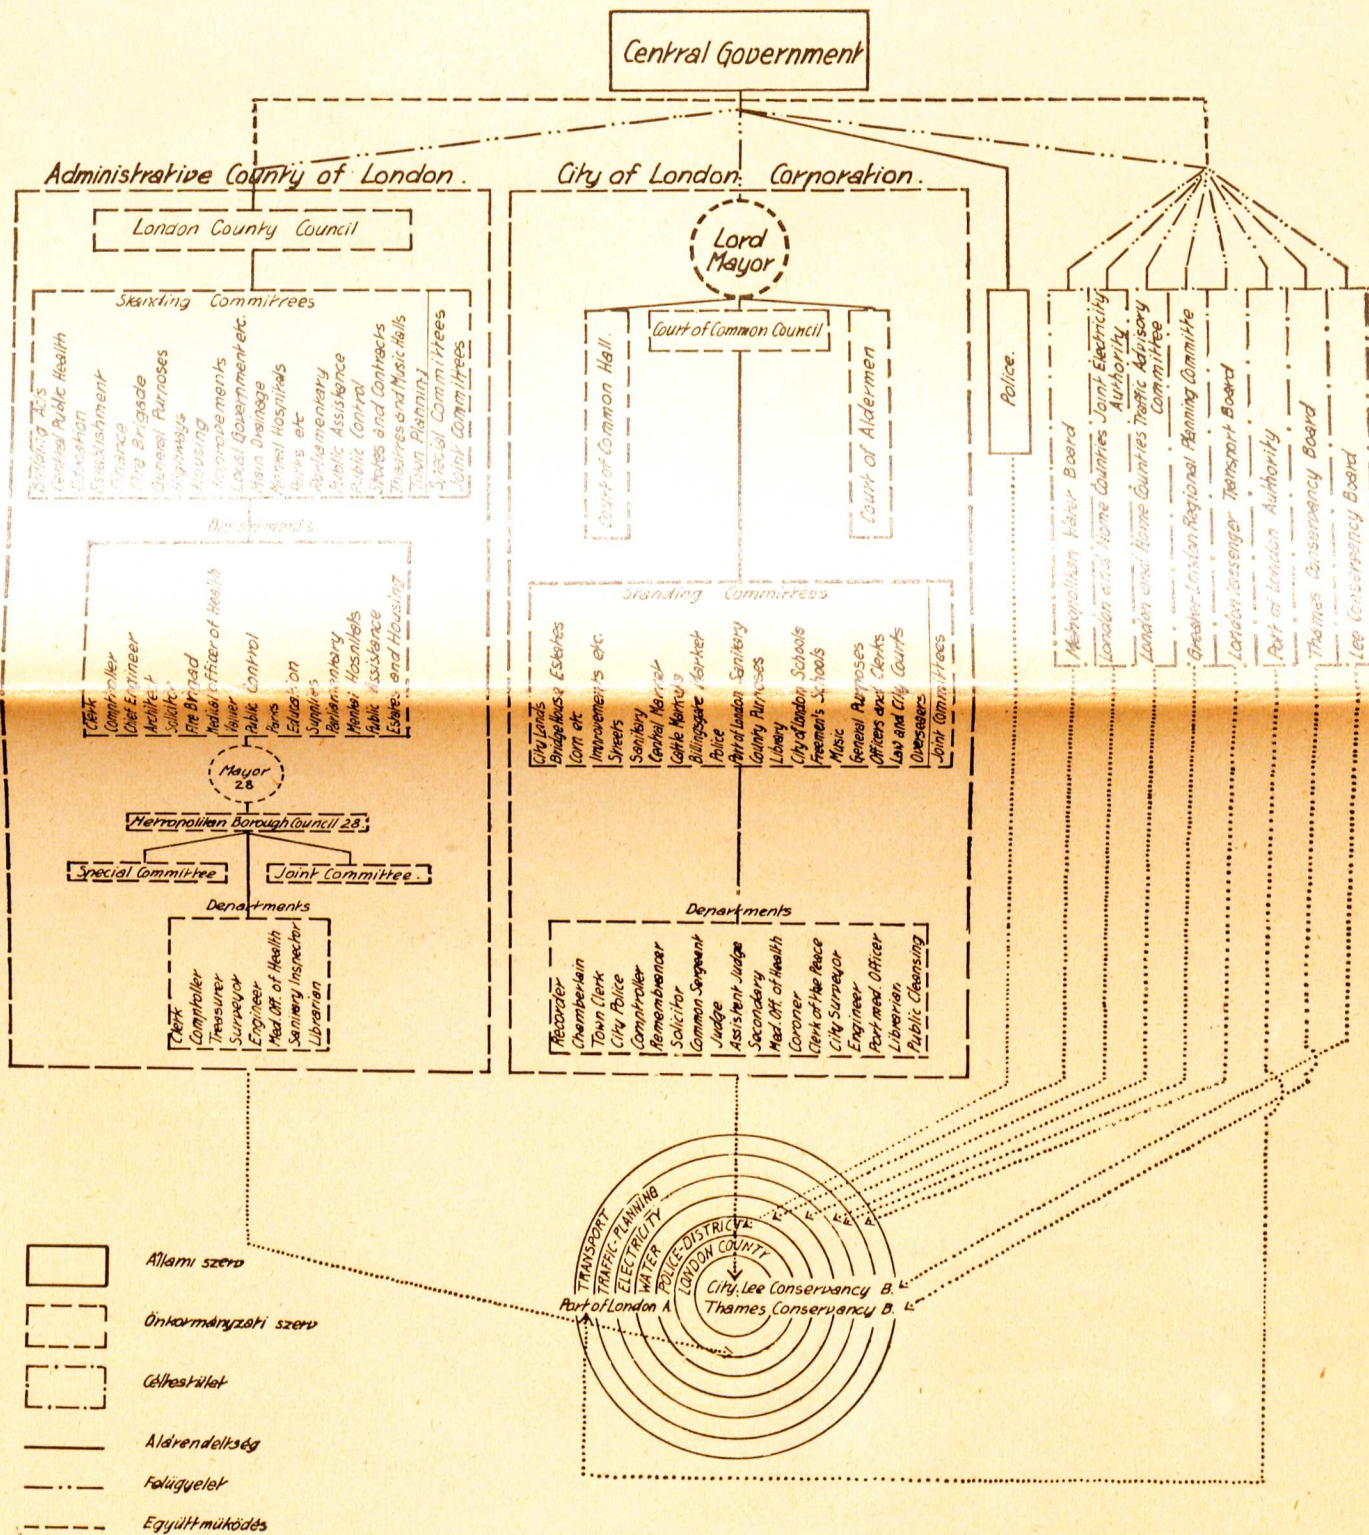 Central Government
Administrative County of London.
City of London Corporation.
London County Council
Standing Committees
Building Acts
Central Public Health
Education
Establishment
Finance
Fire Brigade
General Purposes
Highways
Housing
Improvements
Local Government etc.
Main Drainage
Mental Hospitals
Parks etc
Parliamentary
Public Assistance
Public Control
Stores and Contracts
Theatres and Music Halls
Town Planning
Special Committees
Joint Committees
Departments
Clerk
Comptroller
Chief Engineer
Architect
Solicitor
Fire Brigad
Medical officer of Health
Valuer
Public Control
Parks
Education
Supplies
Parliamentary
Mental Hospitals
Public Assistance
Estates and Housing
Mayor
28
Metropolitan Borough Council 28.
Special Committee
Joint Committee.
Departments
Clerk
Comptroller
Treasurer
Surveyor
Engineer
Med. Off. of Health
Sanitary Inspector
Librarian
Lord
Mayor
Court of Common Hall.
Court of Common Council
Court of Aldermen
Standing Committees
City Lands
Bridge House Estates
Corn etc
Improvements etc.
Streets
Sanitary
Central Market
Cattle Markets
Billingsgate Market
Police
Port of London Sanitary
County Purposes
Library
City of London Schools
Freemen's Schools
Music
General Purposes
Officers and Clerks
Law and City Courts
Overseers
Joint Committees
Departments
Recorder
Chamberlain
Town Clerk
City Police
Comptroller
Remembrancer
Solicitor
Common Sergeant
Judge
Assistent Judge
Secondary
Med. Off. of Health
Coroner
Clerk of the Peace
City Surveyor
Engineer
Port med. Officer
Librarian
Public Cleansing
Police.
Metropolitan Water Board
London and Home Counties Joint Electricity
Authority
London and Home Counties Traffic Advisory
Committee
Greater London Regional Planning Committe
London Passenger Transport Board
Port of London Authority
Thames Conservancy Board
Lee Conservancy Board
TRANSPORT
TRAFFIC-PLANNING
ELECTRICITY
WATER
POLICE-DISTRICT
LONDON COUNTY
City. Lee Conservancy B.
Port of London A.
Thames Conservancy B.
Állami szerv
Önkormányzati szerv
Céltestület
Alárendeltség
Felügyelet
Együttműködés